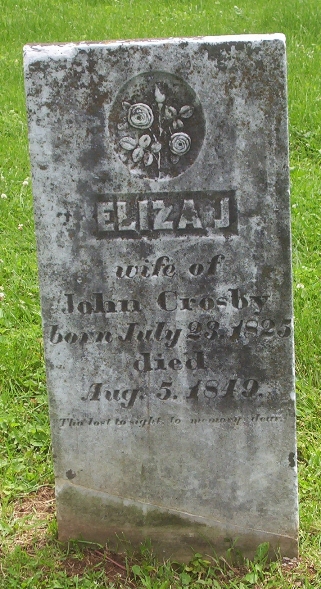 ELIZA J
wife of
John Crosby
born July 23, 1825
died
Aug. 5. 1849.
Tho' lost to sight, to memory dear.